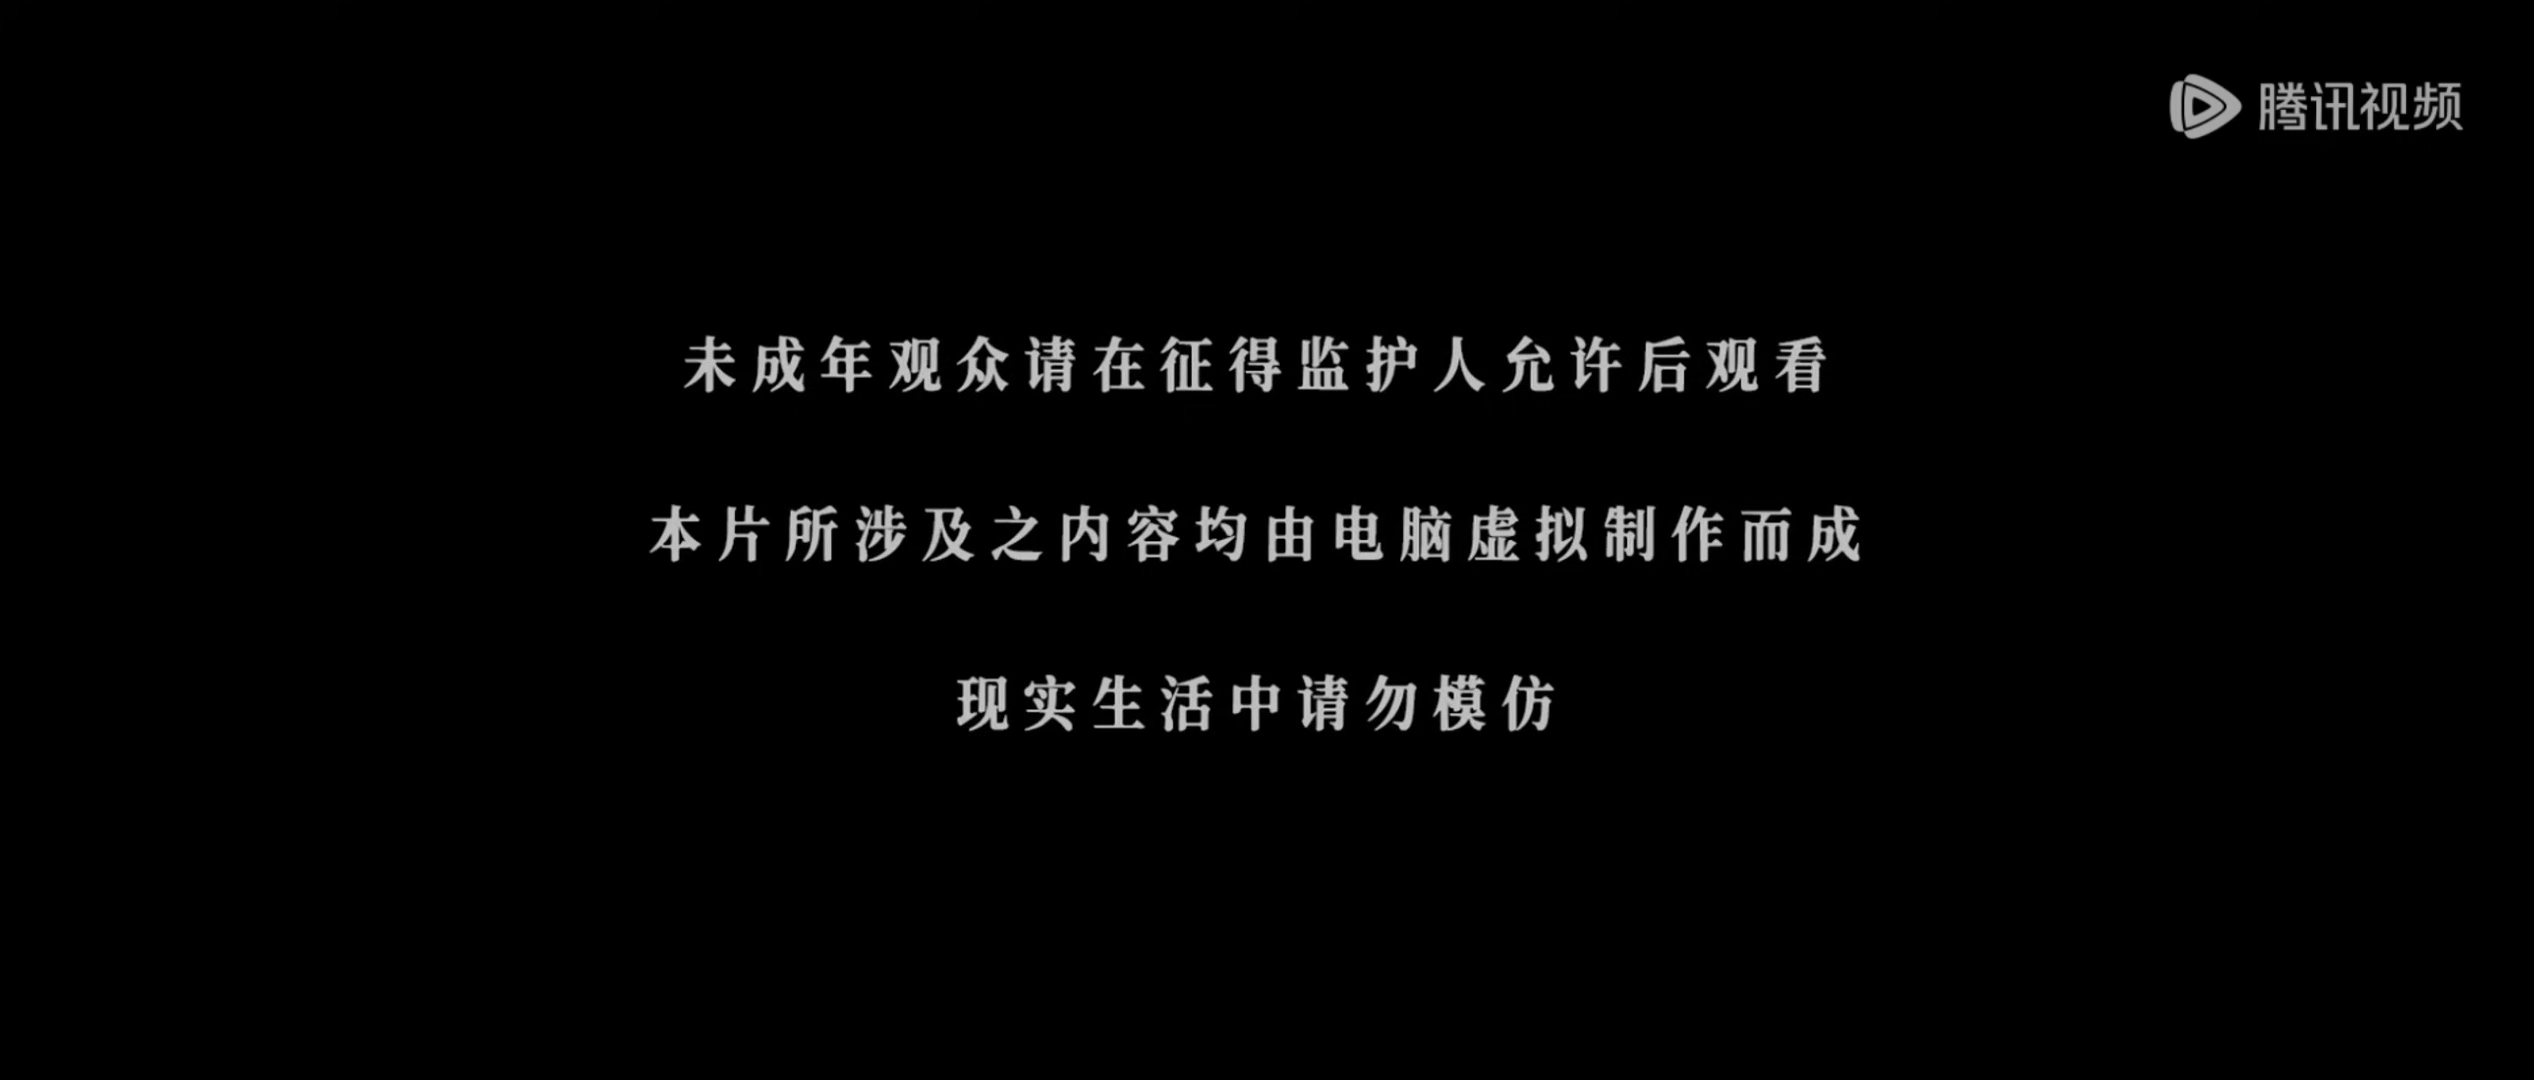 腾讯视频
未成年观众请在征得监护人允许后观看
本片所涉及之内容均由电脑虚拟制作而成
现实生活中请勿模仿